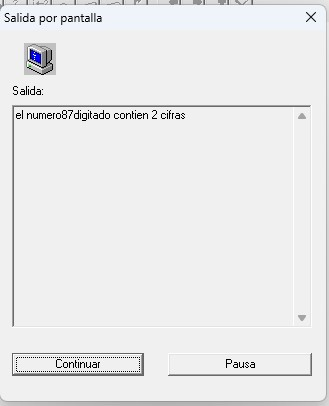 Salida por pantalla
Salida:
el numero87digitado contien 2 cifras
Continuar
Pausa